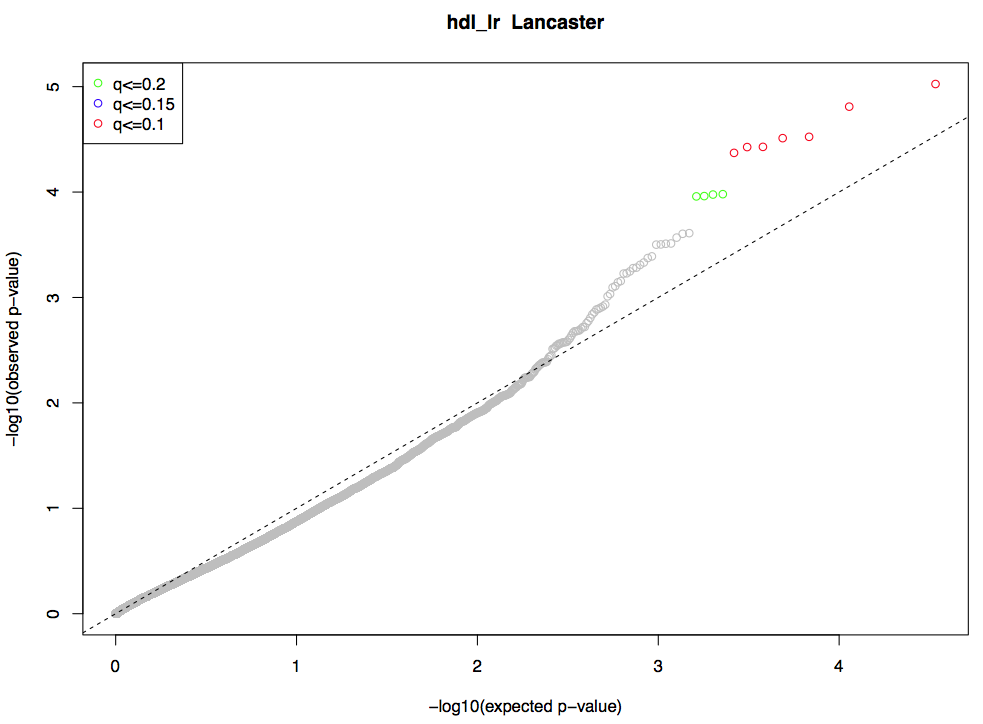 hdl_lr  Lancaster
q<=0.2
q<=0.15
q<=0.1
−log10(observed p−value)
5
4
3
2
1
0
0 1 2 3 4
−log10(expected p−value)